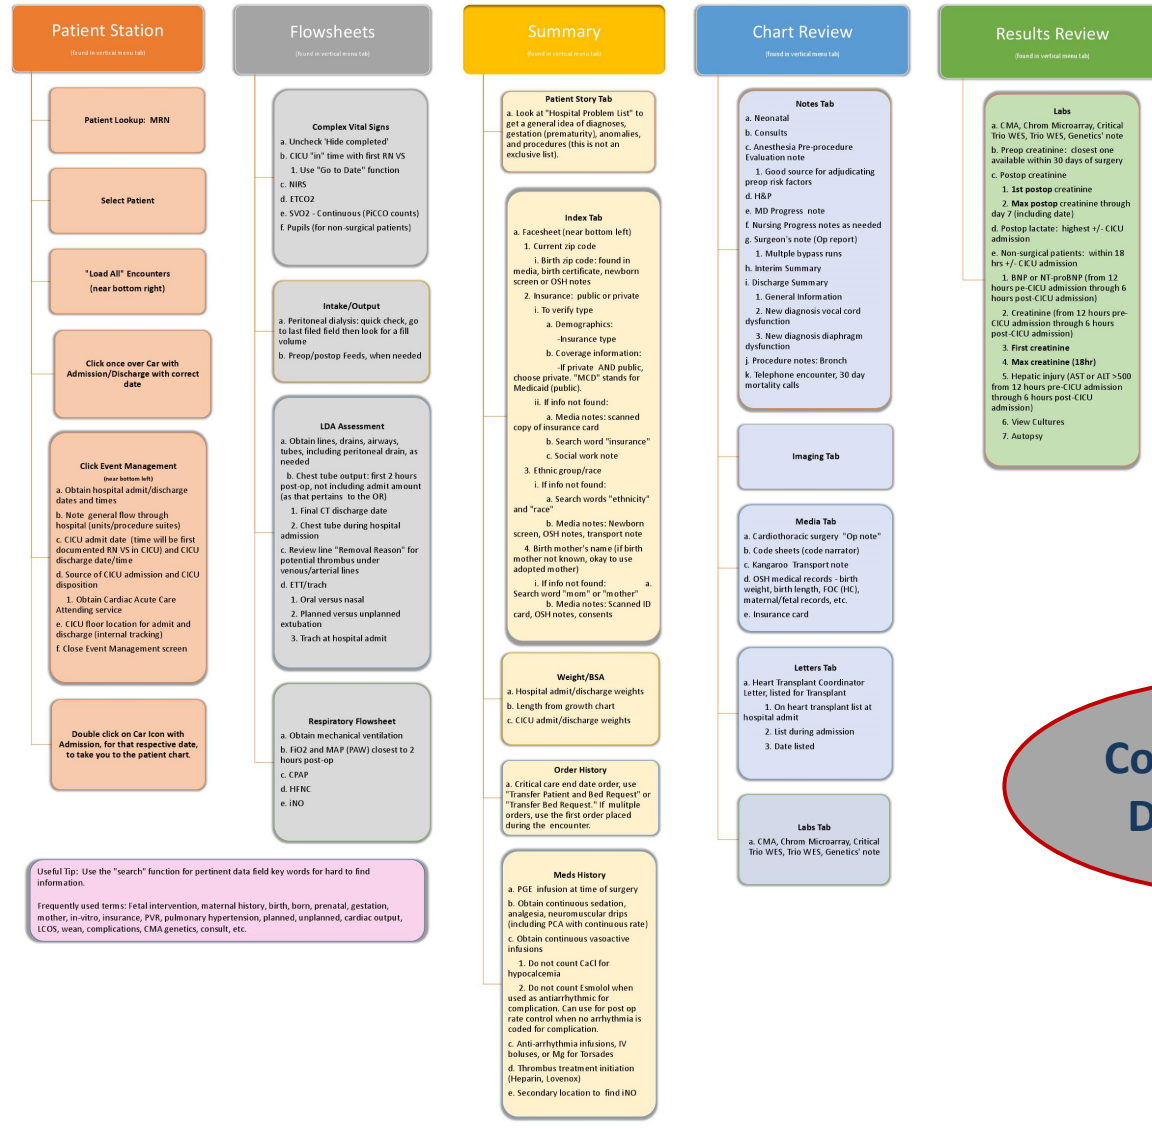 Patient Station
(found in vertical menu tab)
Patient Lookup: MRN
Select Patient
"Load All" Encounters
(near bottom right)
Click once over Car with
Admission/Discharge with correct
date
Click Event Management
(near bottom left)
a. Obtain hospital admit/discharge
dates and times
b. Note general flow through
hospital (units/procedure suites)
c. CICU admit date (time will be first
documented RN VS in CICU) and CICU
discharge date/time
d. Source of CICU admission and CICU
disposition
1. Obtain Cardiac Acute Care
Attending service
e. CICU floor location for admit and
discharge (internal tracking)
f. Close Event Management screen
Double click on Car Icon with
Admission, for that respective date,
to take you to the patient chart.
Flowsheets
(found in vertical menu tab)
Complex Vital Signs
a. Uncheck 'Hide completed'
b. CICU "in" time with first RN VS
1. Use "Go to Date" function
c. NIRS
d. ETCO2
e. SVO2 - Continuous (PiCCO counts)
f. Pupils (for non-surgical patients)
Intake/Output
a. Peritoneal dialysis: quick check, go
to last filed field then look for a fill
volume
b. Preop/postop Feeds, when needed
LDA Assessment
a. Obtain lines, drains, airways,
tubes, including peritoneal drain, as
needed
b. Chest tube output: first 2 hours
post-op, not including admit amount
(as that pertains to the OR)
1. Final CT discharge date
2. Chest tube during hospital
admission
c. Review line "Removal Reason" for
potential thrombus under
venous/arterial lines
d. ETT/trach
1. Oral versus nasal
2. Planned versus unplanned
extubation
3. Trach at hospital admit
Respiratory Flowsheet
a. Obtain mechanical ventilation
b. FiO2 and MAP (PAW) closest to 2
hours post-op
c. CPAP
d. HFNC
e. iNO
Summary
(found in vertical menu tab)
Patient Story Tab
a. Look at "Hospital Problem List" to
get a general idea of diagnoses,
gestation (prematurity), anomalies,
and procedures (this is not an
exclusive list).
Index Tab
a. Facesheet (near bottom left)
1. Current zip code
i. Birth zip code: found in
media, birth certificate, newborn
screen or OSH notes
2. Insurance: public or private
i. To verify type
a. Demographics:
-Insurance type
b. Coverage information:
-If private AND public,
choose private. "MCD" stands for
Medicaid (public).
ii. If info not found:
a. Media notes: scanned
copy of insurance card
b. Search word "insurance"
c. Social work note
3. Ethnic group/race
i. If info not found:
a. Search words "ethnicity"
and "race"
b. Media notes: Newborn
screen, OSH notes, transport note
4. Birth mother's name (if birth
mother not known, okay to use
adopted mother)
i. If info not found: a.
Search word "mom" or "mother"
b. Media notes: Scanned ID
card, OSH notes, consents
Weight/BSA
a. Hospital admit/discharge weights
b. Length from growth chart
c. CICU admit/discharge weights
Order History
a. Critical care end date order, use
"Transfer Patient and Bed Request" or
"Transfer Bed Request." If mulitple
orders, use the first order placed
during the encounter.
Meds History
a. PGE infusion at time of surgery
b. Obtain continuous sedation,
analgesia, neuromuscular drips
(including PCA with continuous rate)
c. Obtain continuous vasoactive
infusions
1. Do not count CaCl for
hypocalcemia
2. Do not count Esmolol when
used as antiarrhythmic for
complication. Can use for post op
rate control when no arrhythmia is
coded for complication.
c. Anti-arrhythmia infusions, IV
boluses, or Mg for Torsades
d. Thrombus treatment initiation
(Heparin, Lovenox)
e. Secondary location to find iNO
Chart Review
(found in vertical menu tab)
Notes Tab
a. Neonatal
b. Consults
c. Anesthesia Pre-procedure
Evaluation note
1. Good source for adjudicating
preop risk factors
d. H&P
e. MD Progress note
f. Nursing Progress notes as needed
g. Surgeon's note (Op report)
1. Multple bypass runs
h. Interim Summary
i. Discharge Summary
1. General Information
2. New diagnosis vocal cord
dysfunction
3. New diagnosis diaphragm
dysfunction
j. Procedure notes: Bronch
k. Telephone encounter, 30 day
mortality calls
Imaging Tab
Media Tab
a. Cardiothoracic surgery "Op note"
b. Code sheets (code narrator)
c. Kangaroo Transport note
d. OSH medical records - birth
weight, birth length, FOC (HC),
maternal/fetal records, etc.
e. Insurance card
Letters Tab
a. Heart Transplant Coordinator
Letter, listed for Transplant
1. On heart transplant list at
hospital admit
2. List during admission
3. Date listed
Labs Tab
a. CMA, Chrom Microarray, Critical
Trio WES, Trio WES, Genetics' note
Results Review
(found in vertical menu tab)
Labs
a. CMA, Chrom Microarray, Critical
Trio WES, Trio WES, Genetics' note
b. Preop creatinine: closest one
available within 30 days of surgery
c. Postop creatinine
1. 1st postop creatinine
2. Max postop creatinine through
day 7 (including date)
d. Postop lactate: highest +/- CICU
admission
e. Non-surgical patients: within 18
hrs +/- CICU admission
1. BNP or NT-proBNP (from 12
hours pe-CICU admission through 6
hours post-CICU admission)
2. Creatinine (from 12 hours pre-
CICU admission through 6 hours
post-CICU admission)
3. First creatinine
4. Max creatinine (18hr)
5. Hepatic injury (AST or ALT >500
from 12 hours pre-CICU admission
through 6 hours post-CICU
admission)
6. View Cultures
7. Autopsy
Useful Tip: Use the "search" function for pertinent data field key words for hard to find
information.
Frequently used terms: Fetal intervention, maternal history, birth, born, prenatal, gestation,
mother, in-vitro, insurance, PVR, pulmonary hypertension, planned, unplanned, cardiac output,
LCOS, wean, complications, CMA genetics, consult, etc.
Co
D